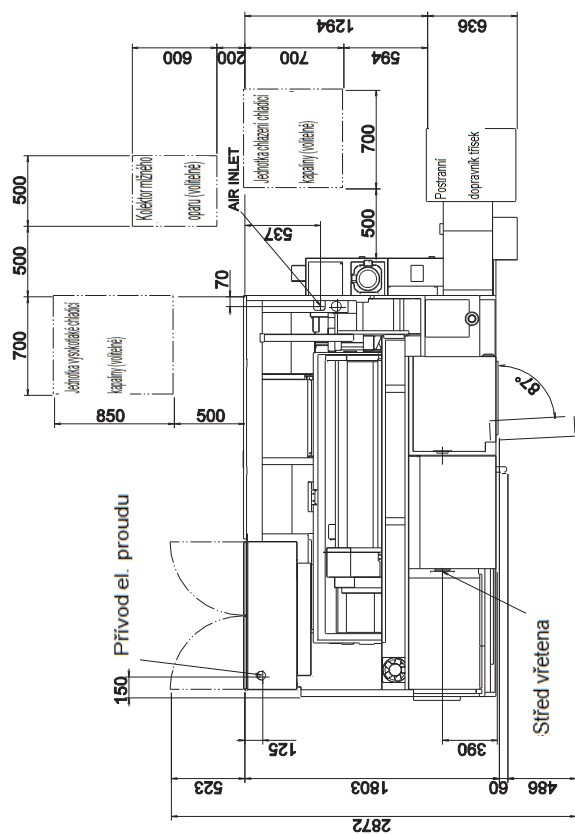 600
200
700
594
1294
636
500
500
700
Kolektor mlžného
oparu (volitelné)
Jednotka chlazení chladící
kapaliny (volitelné)
Postranní
dopravník třísek
700
500
AIR INLET
537
70
Jednotka vysokotlaké chladící
kapaliny (volitelné)
850
500
87°
Přívod el. proudu
150
125
Střed vřetena
390
523
1803
60
486
2872